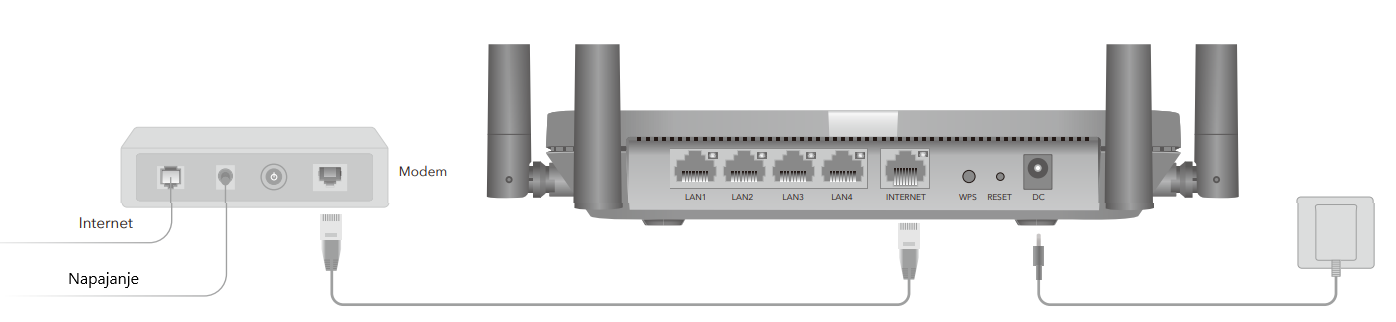 Modem
Internet
Napajanje
LAN1 LAN2 LAN3 LAN4 INTERNET WPS RESET DC